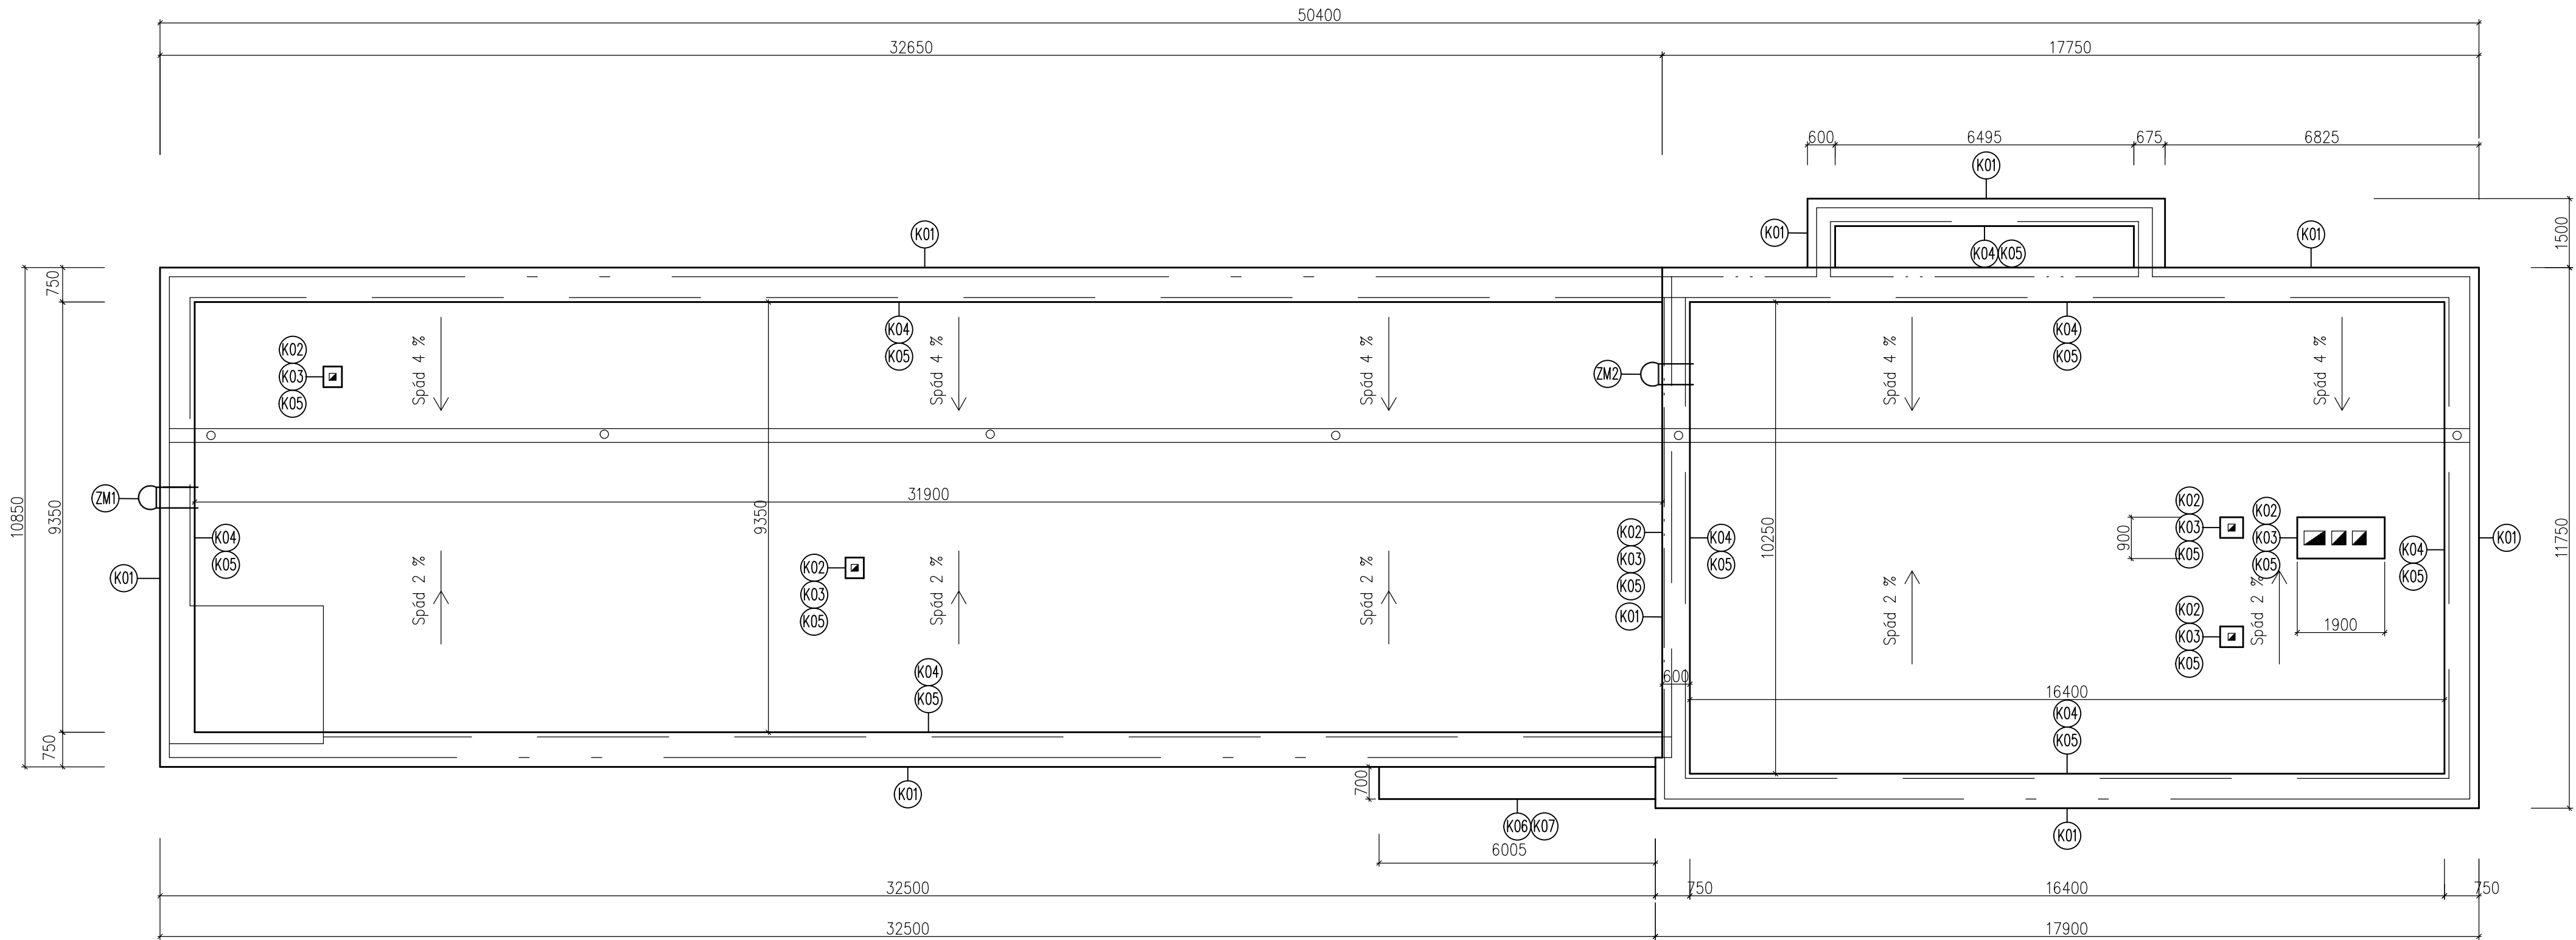 50400
32650
17750
600
6495
675
6825
K01
K01
K04
K05
K01
K01
1500
750
K04
K05
K04
K05
K02
K03
K05
Spád 4 %
Spád 4 %
Spád 4 %
Spád 4 %
Spád 4 %
ZM2
ZM1
31900
10850
9350
9350
10250
11750
K04
K05
K01
K02
K03
K05
K02
K03
K05
K01
K04
K05
900
K02
K03
K05
K02
K03
K05
K04
K05
K01
Spád 2 %
Spád 2 %
Spád 2 %
Spád 2 %
Spád 2 %
K02
K03
K05
1900
K04
K05
600
16400
K04
K05
750
700
K01
K06
K07
K01
6005
32500
750
16400
750
32500
17900